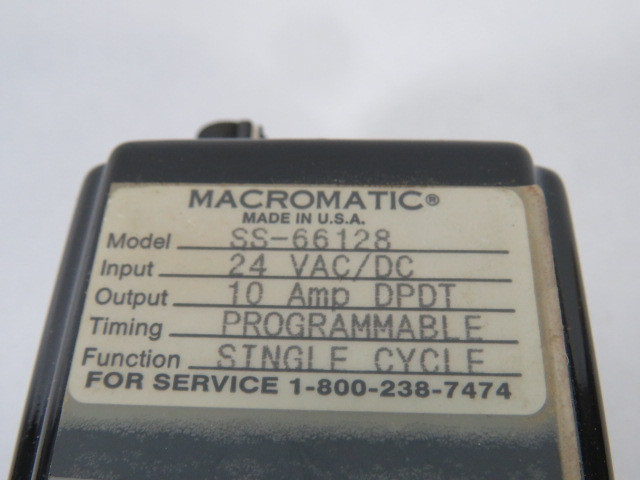 MACROMATIC®
MADE IN U.S.A.
Model SS-66128
Input 24 VAC/DC
Output 10 Amp DPDT
Timing PROGRAMMABLE
Function SINGLE CYCLE
FOR SERVICE 1-800-238-7474